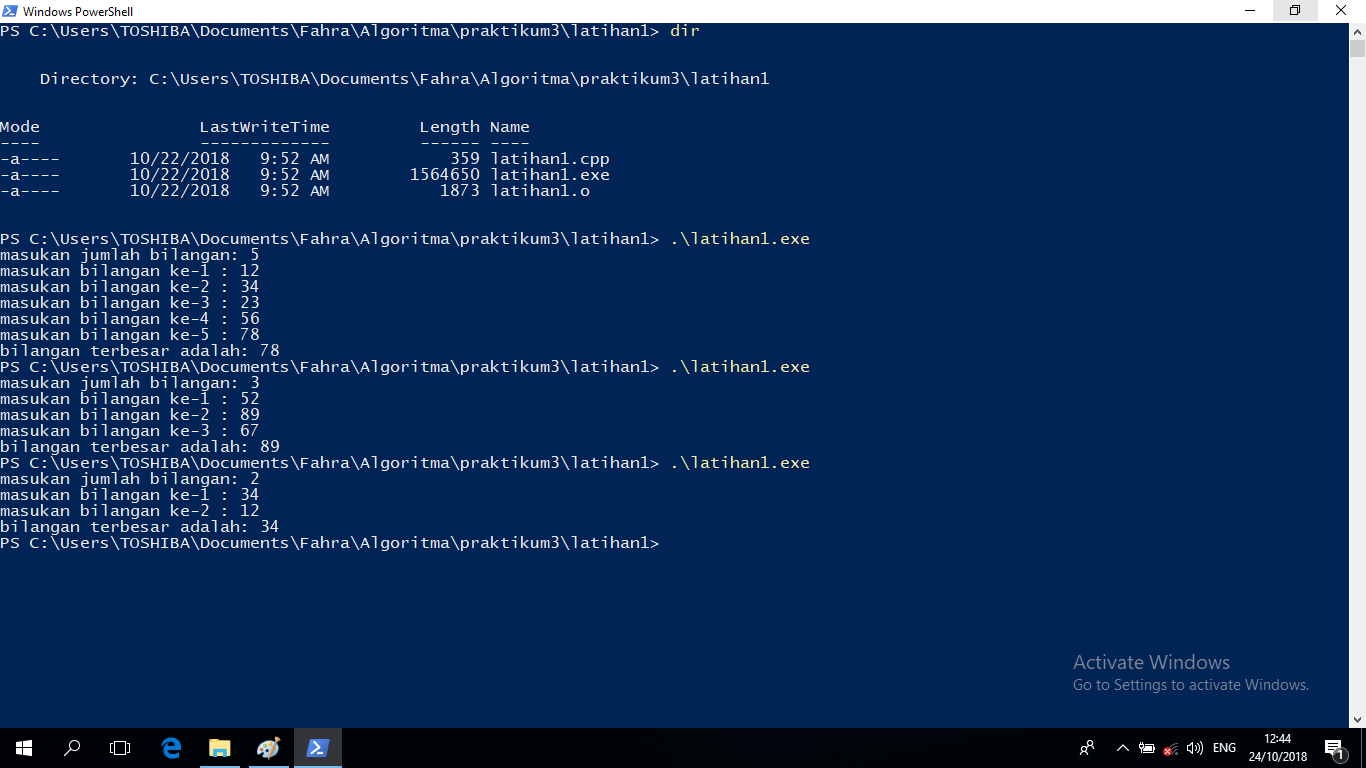 Windows PowerShell
PS C:\Users\TOSHIBA\Documents\Fahra\Algoritma\praktikum3\latihan1> dir
Directory: C:\Users\TOSHIBA\Documents\Fahra\Algoritma\praktikum3\latihan1
Mode LastWriteTime Length Name
---- ------------- ------ ----
-a---- 10/22/2018 9:52 AM 359 latihan1.cpp
-a---- 10/22/2018 9:52 AM 1564650 latihan1.exe
-a---- 10/22/2018 9:52 AM 1873 latihan1.o
PS C:\Users\TOSHIBA\Documents\Fahra\Algoritma\praktikum3\latihan1> .\latihan1.exe
masukan jumlah bilangan: 5
masukan bilangan ke-1 : 12
masukan bilangan ke-2 : 34
masukan bilangan ke-3 : 23
masukan bilangan ke-4 : 56
masukan bilangan ke-5 : 78
bilangan terbesar adalah: 78
PS C:\Users\TOSHIBA\Documents\Fahra\Algoritma\praktikum3\latihan1> .\latihan1.exe
masukan jumlah bilangan: 3
masukan bilangan ke-1 : 52
masukan bilangan ke-2 : 89
masukan bilangan ke-3 : 67
bilangan terbesar adalah: 89
PS C:\Users\TOSHIBA\Documents\Fahra\Algoritma\praktikum3\latihan1> .\latihan1.exe
masukan jumlah bilangan: 2
masukan bilangan ke-1 : 34
masukan bilangan ke-2 : 12
bilangan terbesar adalah: 34
PS C:\Users\TOSHIBA\Documents\Fahra\Algoritma\praktikum3\latihan1>
Activate Windows
Go to Settings to activate Windows.
ENG
12:44
24/10/2018
1